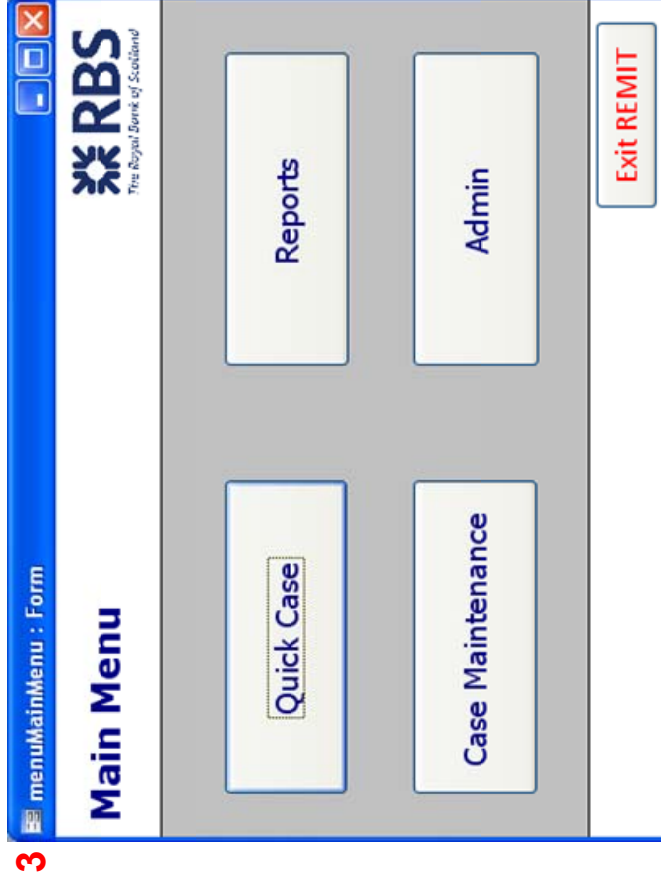 3
menuMainMenu : Form
Main Menu
RBS
The Royal Bank of Scotland
Quick Case
Reports
Case Maintenance
Admin
Exit REMIT